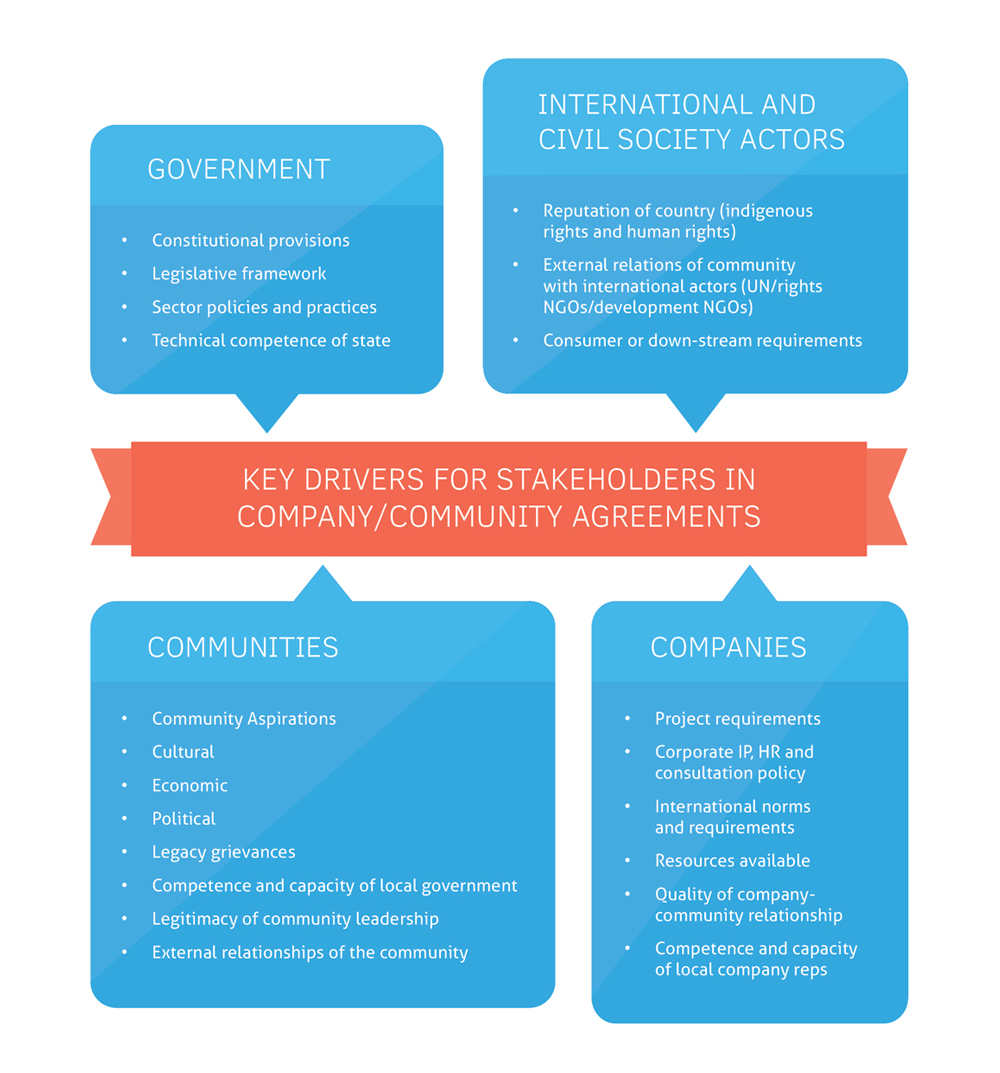 GOVERNMENT
• Constitutional provisions
• Legislative framework
• Sector policies and practices
• Technical competence of state
INTERNATIONAL AND
CIVIL SOCIETY ACTORS
• Reputation of country (indigenous
rights and human rights)
• External relations of community
with international actors (UN/rights
NGOs/development NGOs)
• Consumer or down-stream requirements
KEY DRIVERS FOR STAKEHOLDERS IN
COMPANY/COMMUNITY AGREEMENTS
COMMUNITIES
• Community Aspirations
• Cultural
• Economic
• Political
• Legacy grievances
• Competence and capacity of local government
• Legitimacy of community leadership
• External relationships of the community
COMPANIES
• Project requirements
• Corporate IP, HR and
consultation policy
• International norms
and requirements
• Resources available
• Quality of company-
community relationship
• Competence and capacity
of local company reps